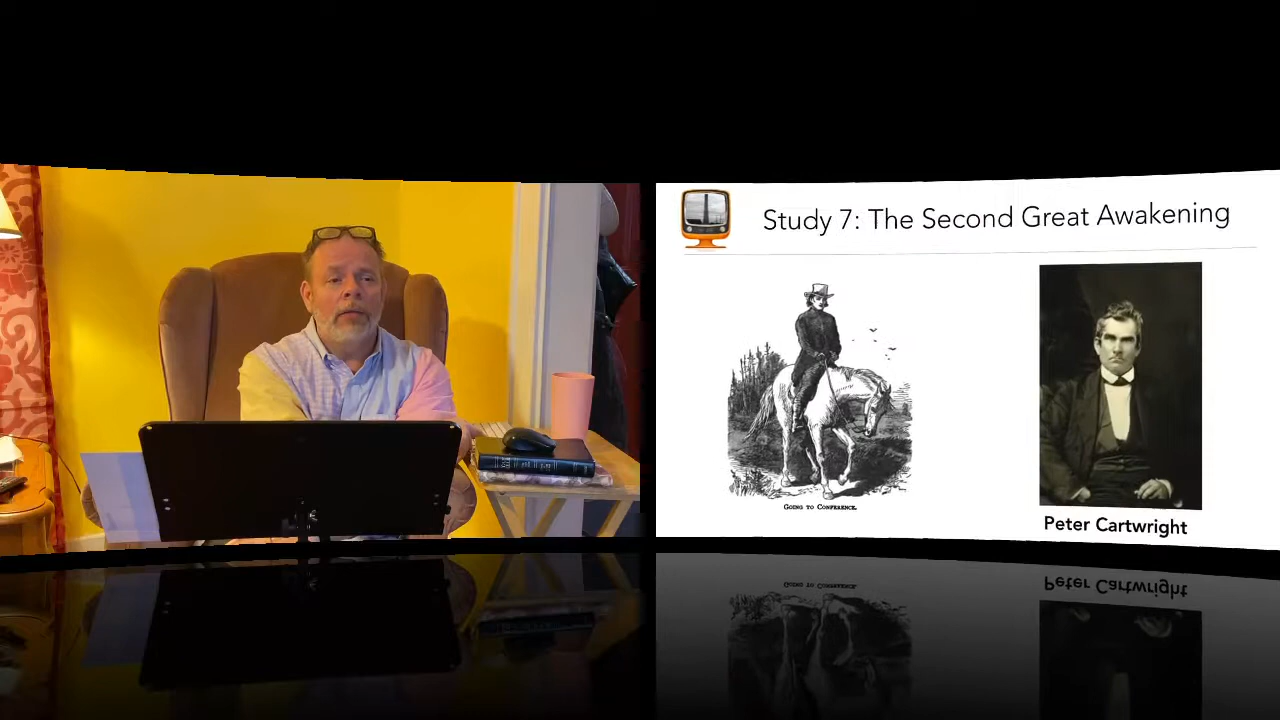 Study 7: The Second Great Awakening
GOING TO CONFERENCE.
Peter Cartwright